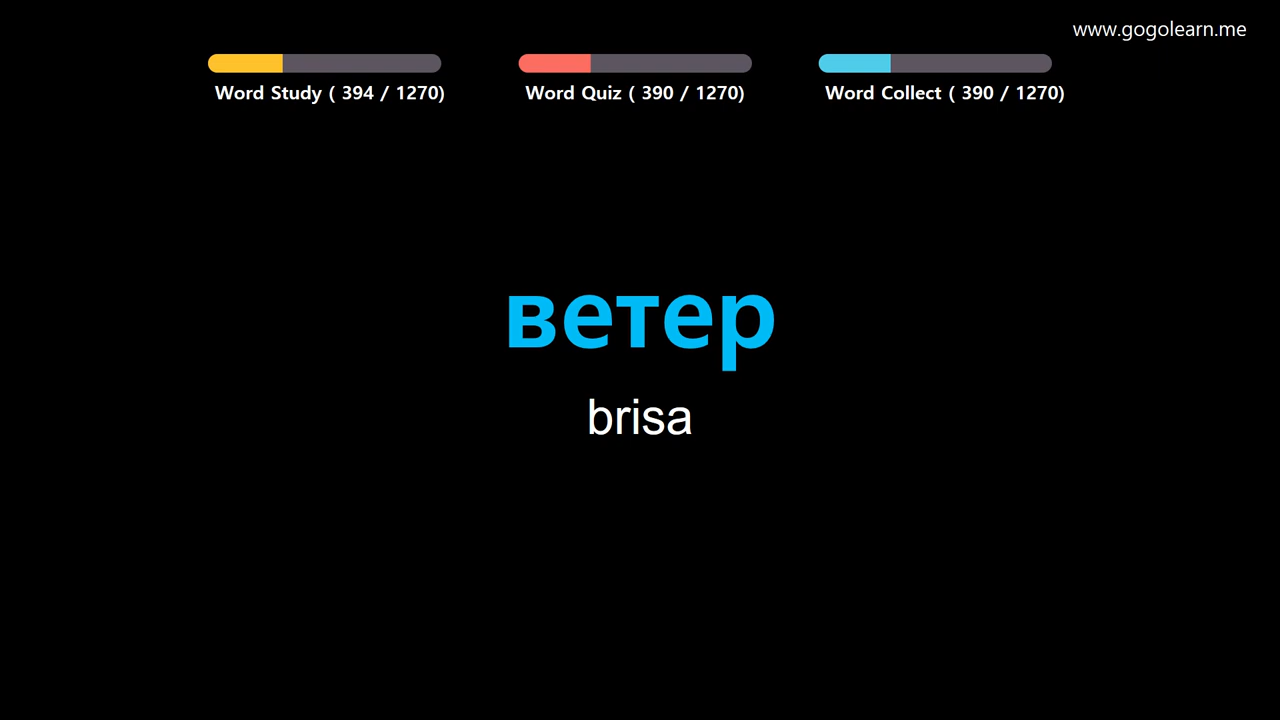 www.gogolearn.me
Word Study ( 394 / 1270)
Word Quiz ( 390 / 1270)
Word Collect ( 390 / 1270)
ветер
brisa